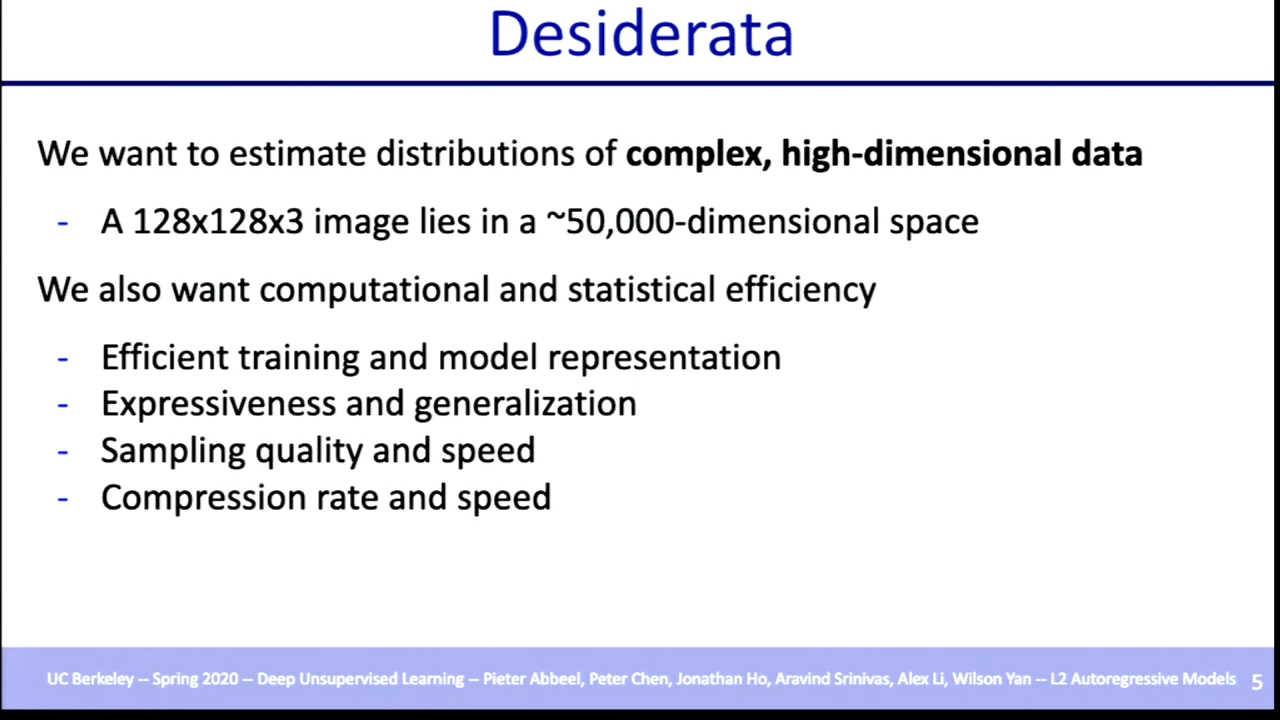 Desiderata
We want to estimate distributions of complex, high-dimensional data
- A 128x128x3 image lies in a ~50,000-dimensional space
We also want computational and statistical efficiency
- Efficient training and model representation
- Expressiveness and generalization
- Sampling quality and speed
- Compression rate and speed
UC Berkeley -- Spring 2020 -- Deep Unsupervised Learning -- Pieter Abbeel, Peter Chen, Jonathan Ho, Aravind Srinivas, Alex Li, Wilson Yan -- L2 Autoregressive Models 5